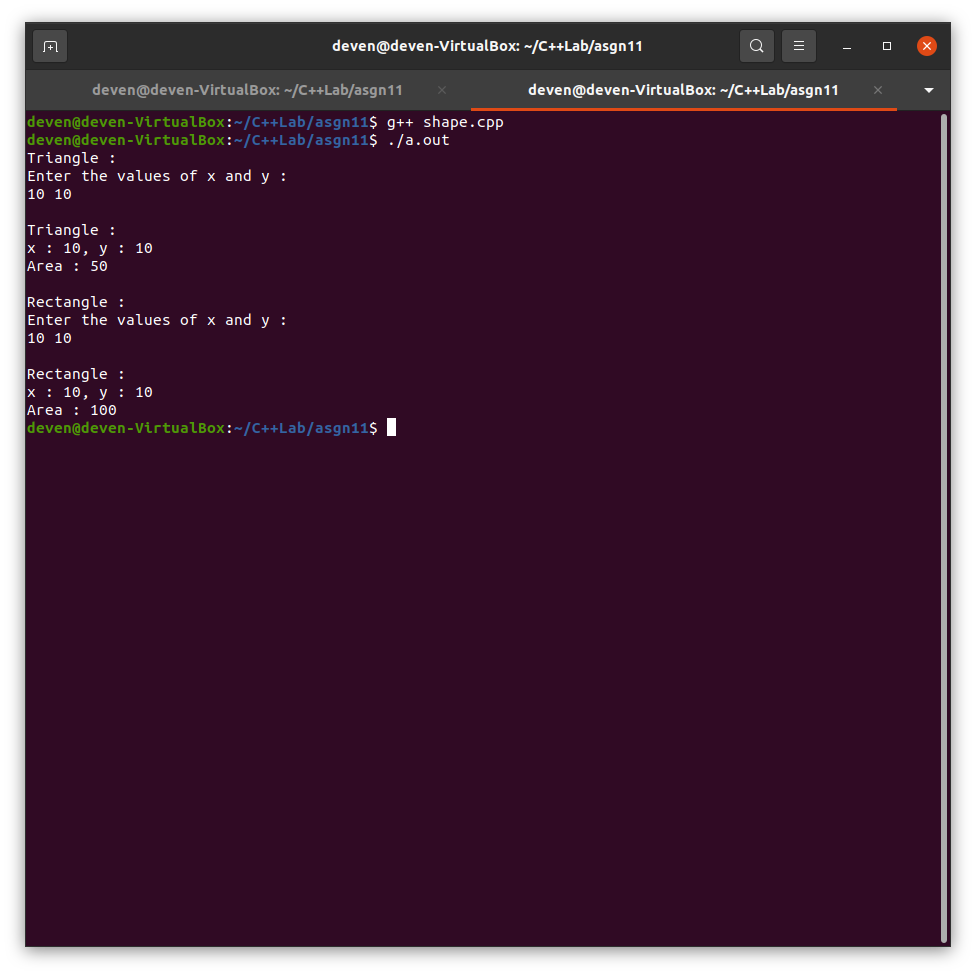 deven@deven-VirtualBox: ~/C++Lab/asgn11
deven@deven-VirtualBox: ~/C++Lab/asgn11
deven@deven-VirtualBox: ~/C++Lab/asgn11
deven@deven-VirtualBox:~/C++Lab/asgn11$ g++ shape.cpp
deven@deven-VirtualBox:~/C++Lab/asgn11$ ./a.out
Triangle :
Enter the values of x and y :
10 10
Triangle :
x : 10, y : 10
Area : 50
Rectangle :
Enter the values of x and y :
10 10
Rectangle :
x : 10, y : 10
Area : 100
deven@deven-VirtualBox:~/C++Lab/asgn11$